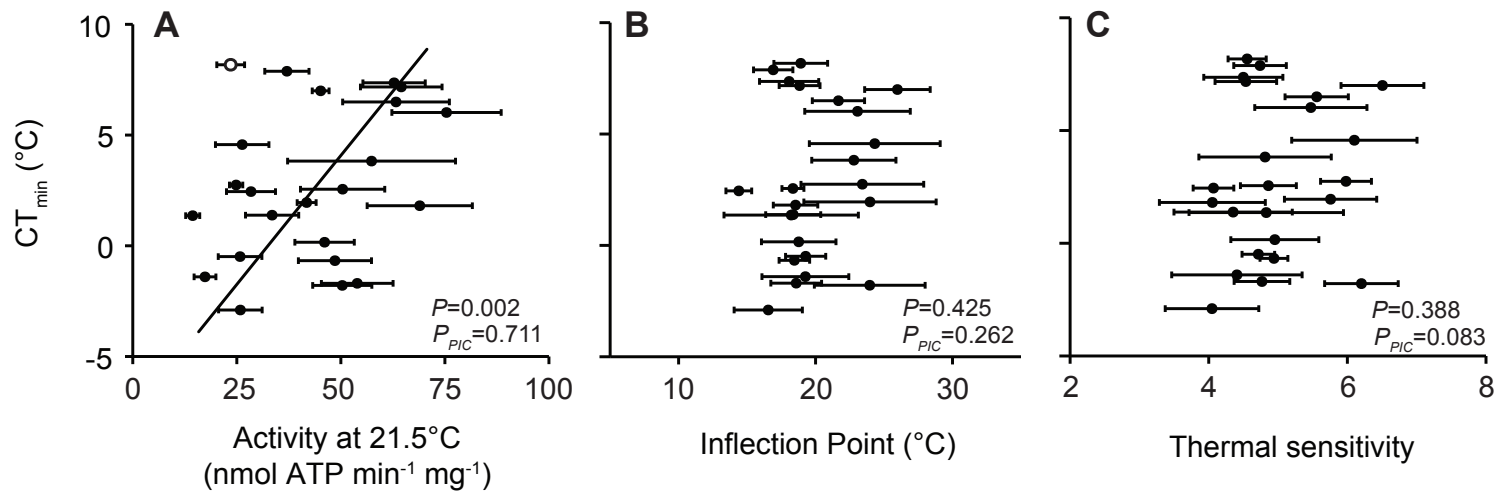 A
B
C
10
5
0
-5
CTmin (°C)
P=0.002
PPIC=0.711
P=0.425
PPIC=0.262
P=0.388
PPIC=0.083
0 25 50 75 100
10 20 30
2 4 6 8
Activity at 21.5°C
(nmol ATP min-1 mg-1)
Inflection Point (°C)
Thermal sensitivity